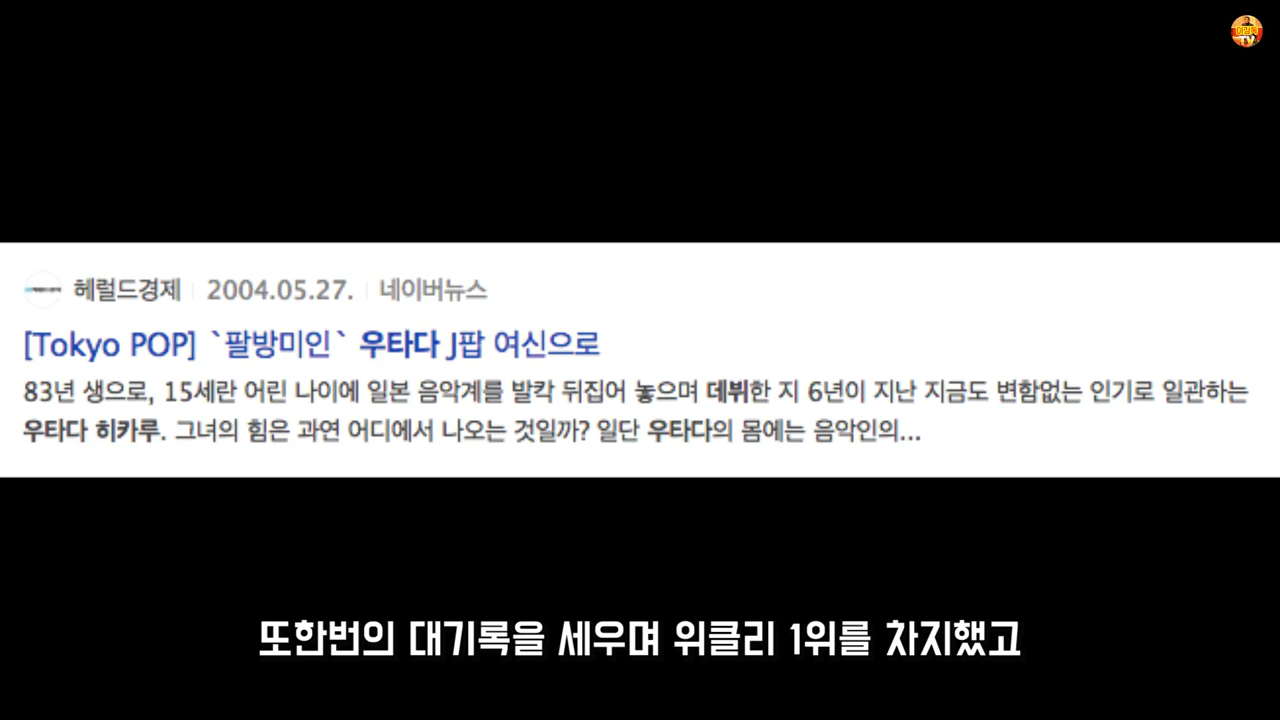 헤럴드경제 2004.05.27. 네이버뉴스
[Tokyo POP] `팔방미인` 우타다 J팝 여신으로
83년 생으로, 15세란 어린 나이에 일본 음악계를 발칵 뒤집어 놓으며 데뷔한 지 6년이 지난 지금도 변함없는 인기로 일관하는
우타다 히카루. 그녀의 힘은 과연 어디에서 나오는 것일까? 일단 우타다의 몸에는 음악인의...
또한번의 대기록을 세우며 위클리 1위를 차지했고